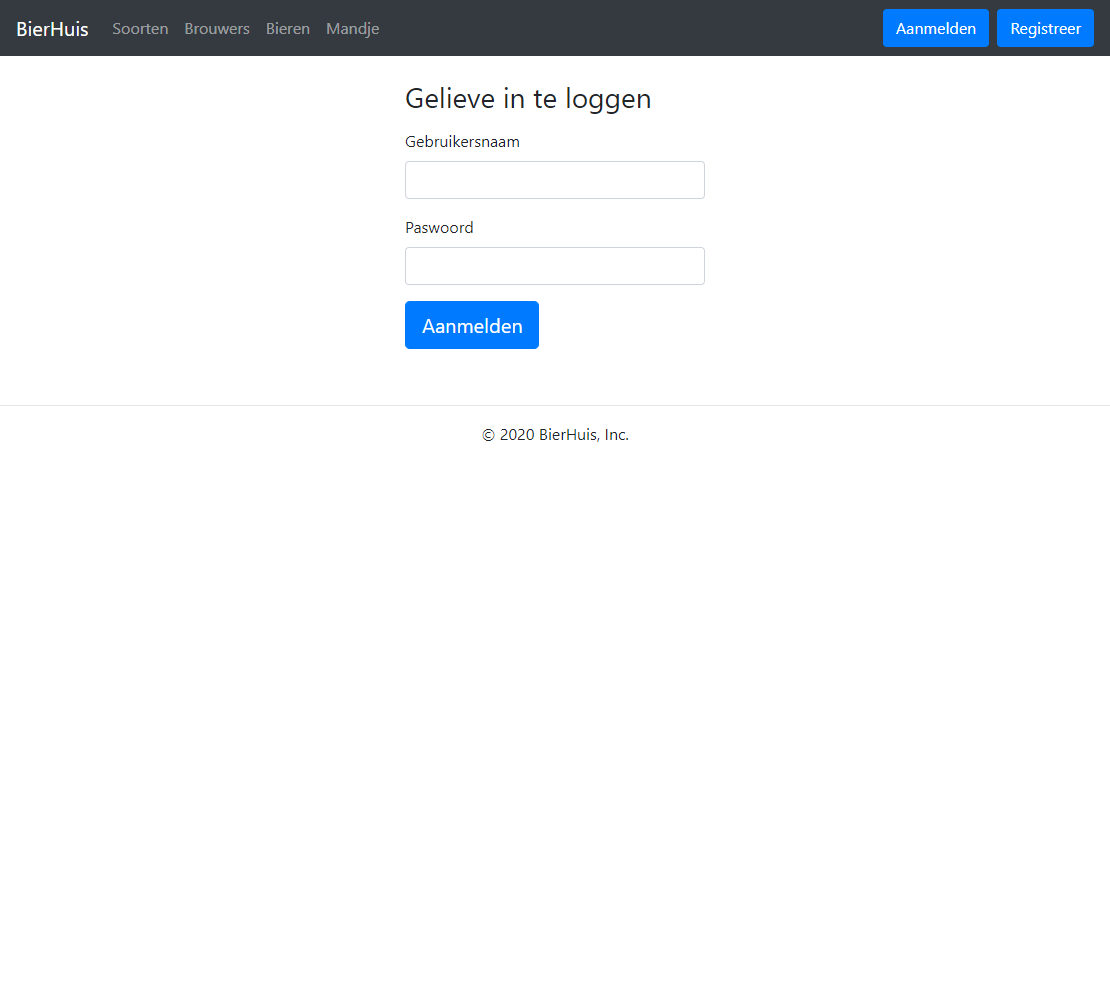 BierHuis Soorten Brouwers Bieren Mandje Aanmelden Registreer
Gelieve in te loggen
Gebruikersnaam
Paswoord
Aanmelden
© 2020 BierHuis, Inc.